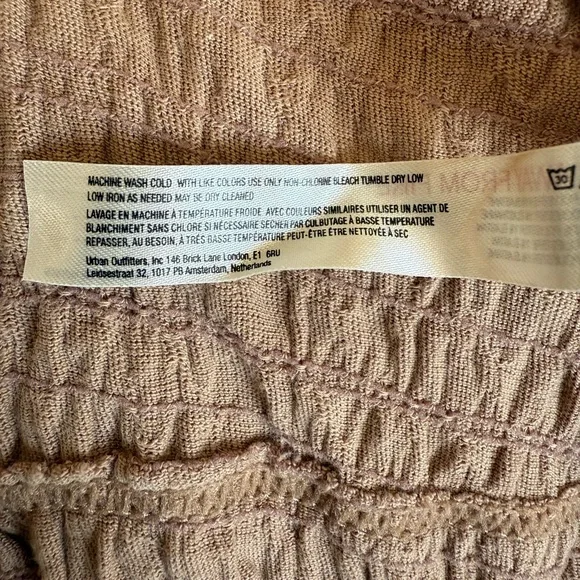 MACHINE WASH COLD WITH LIKE COLORS USE ONLY NON-CHLORINE BLEACH TUMBLE DRY LOW
LOW IRON AS NEEDED MAY BE DRY CLEANED
LAVAGE EN MACHINE À TEMPÉRATURE FROIDE. AVEC COULEURS SIMILAIRES UTILISER UN AGENT DE
BLANCHIMENT SANS CHLORE SI NÉCESSAIRE SÉCHER PAR CULBUTAGE À BASSE TEMPÉRATURE
REPASSER, AU BESOIN, À TRÈS BASSE TEMPÉRATURE PEUT-ÊTRE ÊTRE NETTOYÉE À SEC
Urban Outfitters, Inc 146 Brick Lane London, E1 6RU
Leidsestraat 32, 1017 PB Amsterdam, Netherlands
30